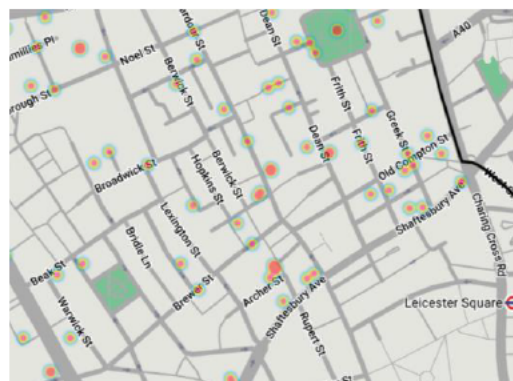 Noel St
Dean St
A40
Berwick St
Frith St
Greek St
Dean St
Frith St
Old Compton St
Broadwick St
Hopkins St
Berwick St
Lexington St
Bridle Ln
Shaftesbury Ave
Charing Cross Rd
Beak St
Warwick St
Brewer St
Archer St
Shaftesbury Ave
Rupert St
Leicester Square